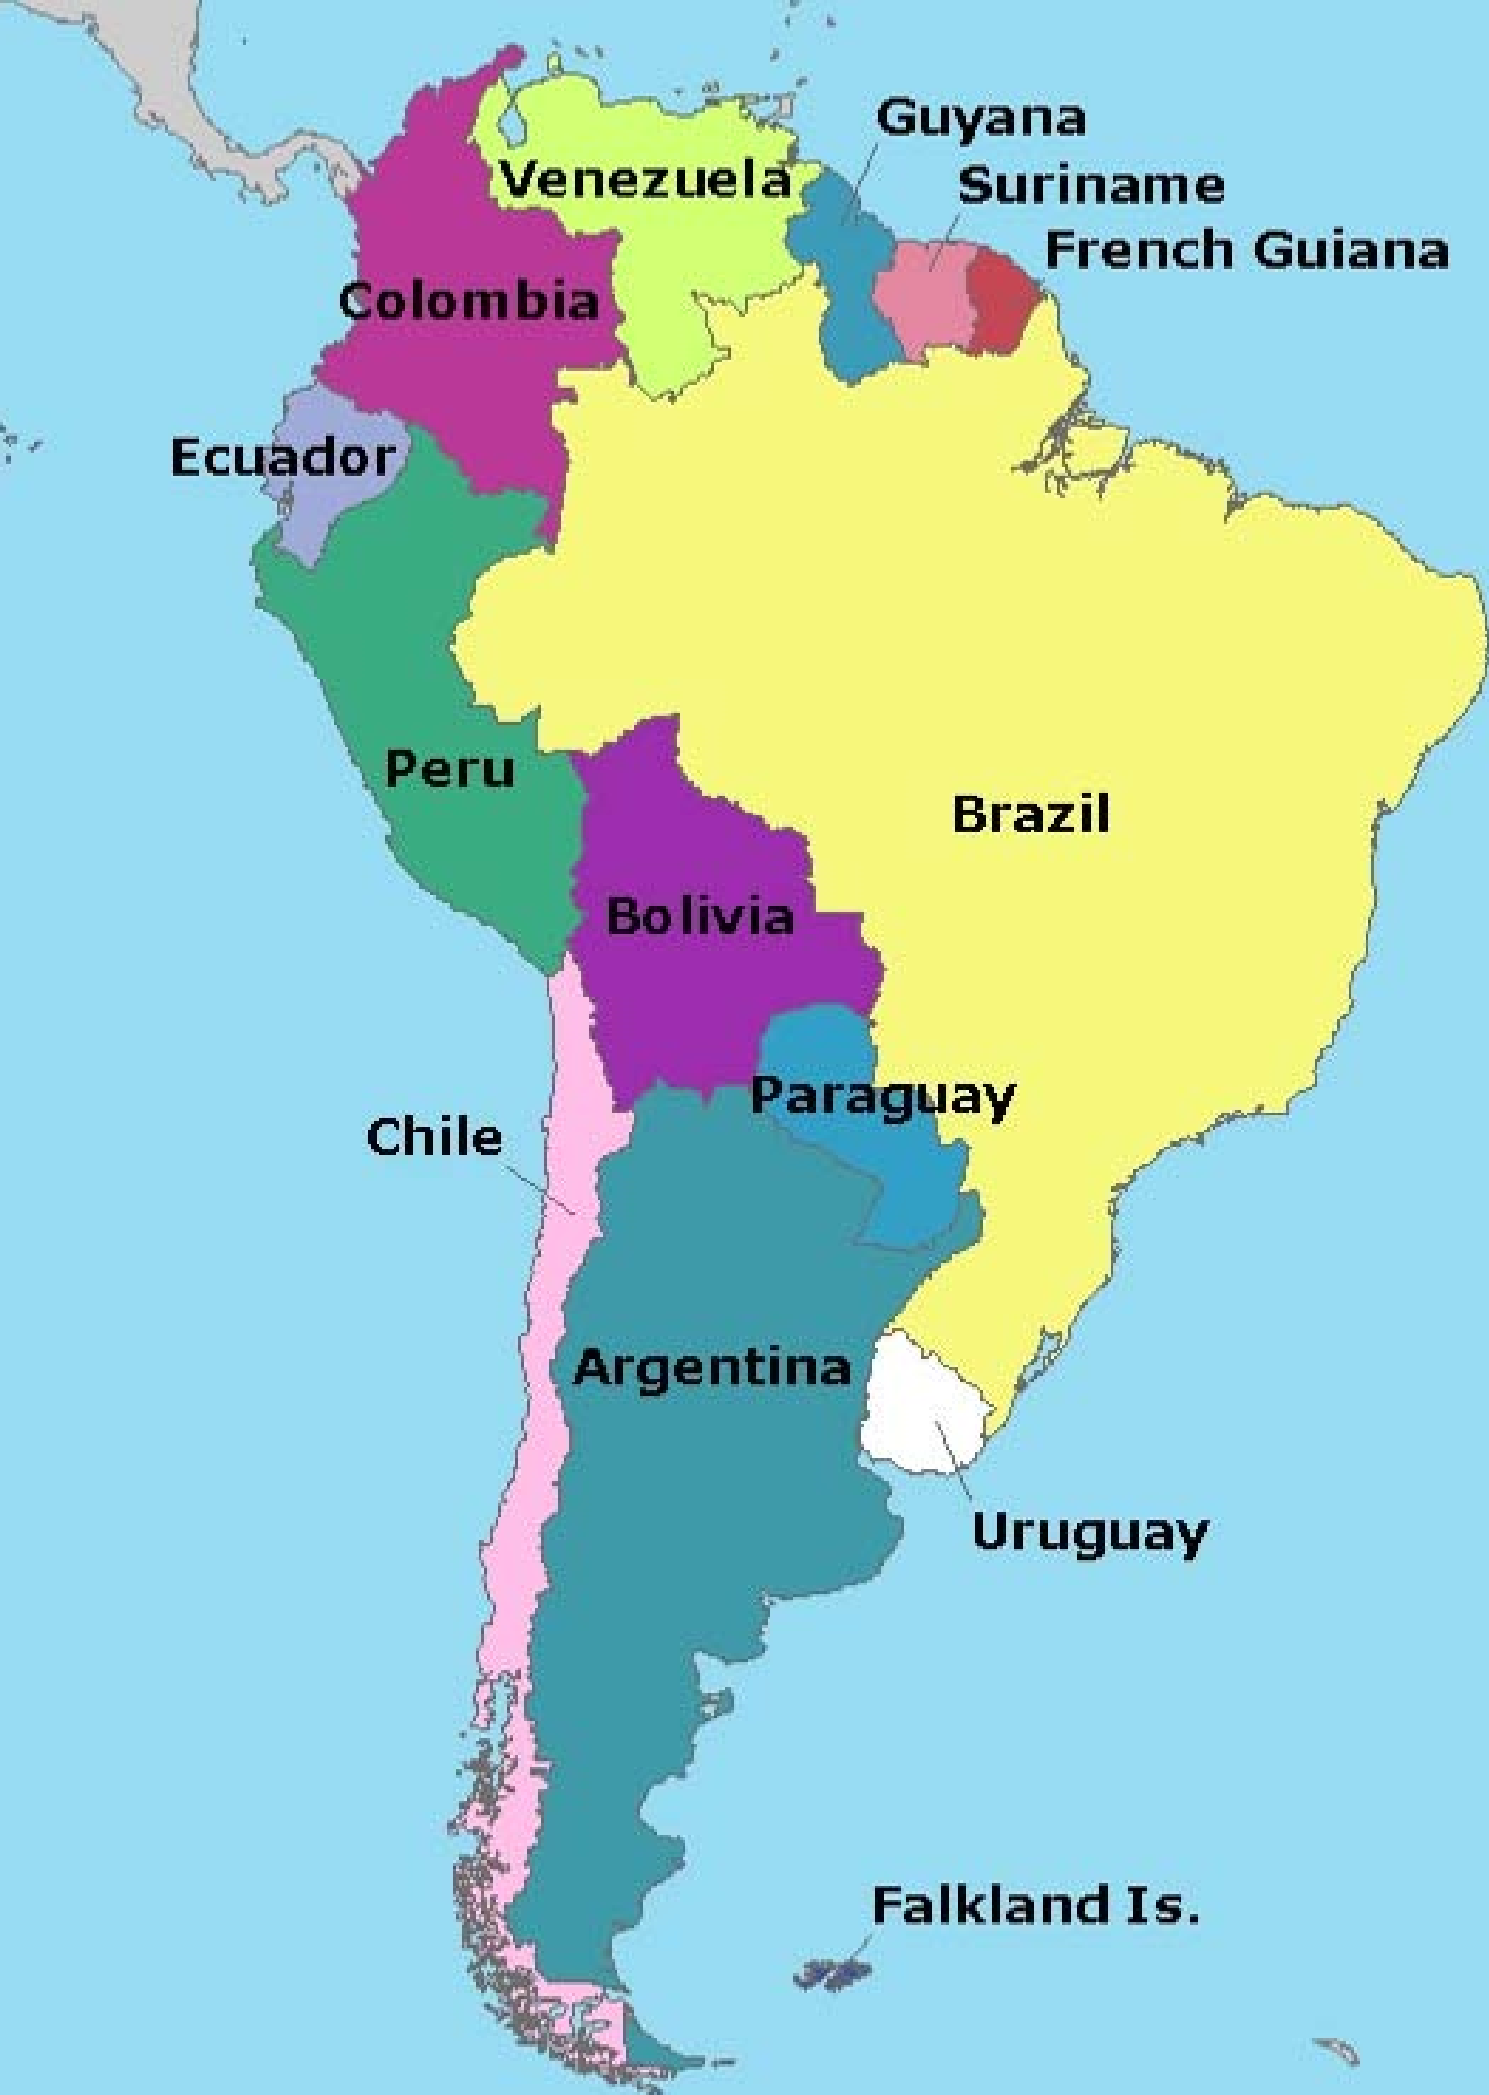 Guyana
Venezuela
Suriname
French Guiana
Colombia
Ecuador
Peru
Brazil
Bolivia
Paraguay
Chile
Argentina
Uruguay
Falkland Is.